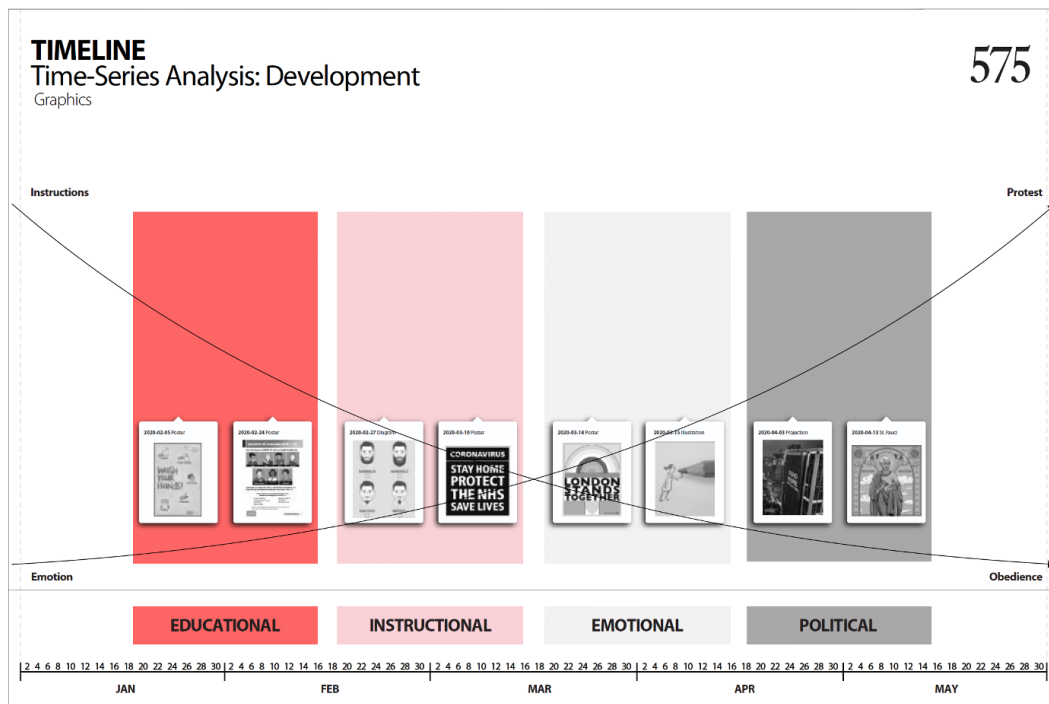 TIMELINE
Time-Series Analysis: Development
Graphics
575
Instructions
Protest
2020-02-05 Poster
WASH
YOUR
HANDS!
2020-02-24 Poster
2020-02-27 Diagram
2020-03-10 Poster
CORONAVIRUS
STAY HOME
PROTECT
THE NHS
SAVE LIVES
2020-03-14 Poster
LONDON
STANDS
TOGETHER
Illustration
2020-04-03 Projection
2020-04-13 St. Fauci
Emotion
Obedience
EDUCATIONAL
INSTRUCTIONAL
EMOTIONAL
POLITICAL
2 4 6 8 10 12 14 16 18 20 22 24 26 28 30 2 4 6 8 10 12 14 16 18 20 22 24 26 28 30 2 4 6 8 10 12 14 16 18 20 22 24 26 28 30 2 4 6 8 10 12 14 16 18 20 22 24 26 28 30 2 4 6 8 10 12 14 16 18 20 22 24 26 28 30
JAN FEB MAR APR MAY